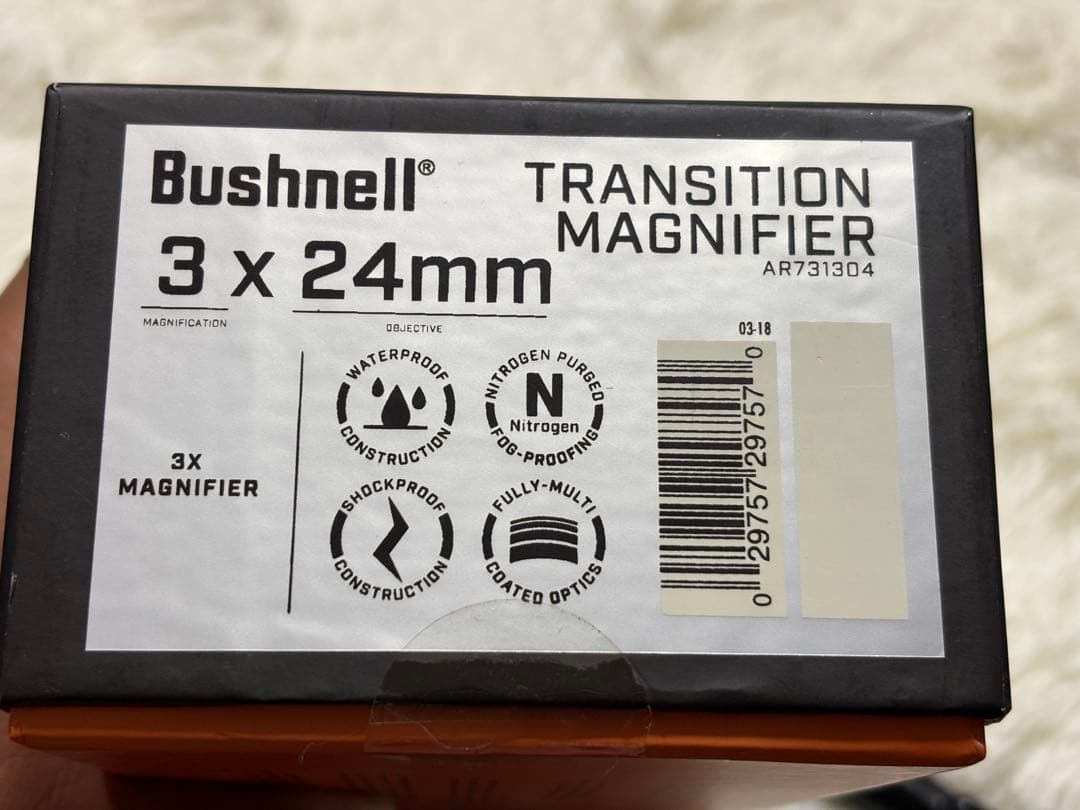 Bushnell®
TRANSITION
MAGNIFIER
AR731304
3 x 24mm
MAGNIFICATION
OBJECTIVE
3X
MAGNIFIER
WATERPROOF
CONSTRUCTION
NITROGEN PURGED
N
Nitrogen
FOG-PROOFING
SHOCKPROOF
CONSTRUCTION
FULLY-MULTI
COATED OPTICS
03-18
0 29757 29757 0